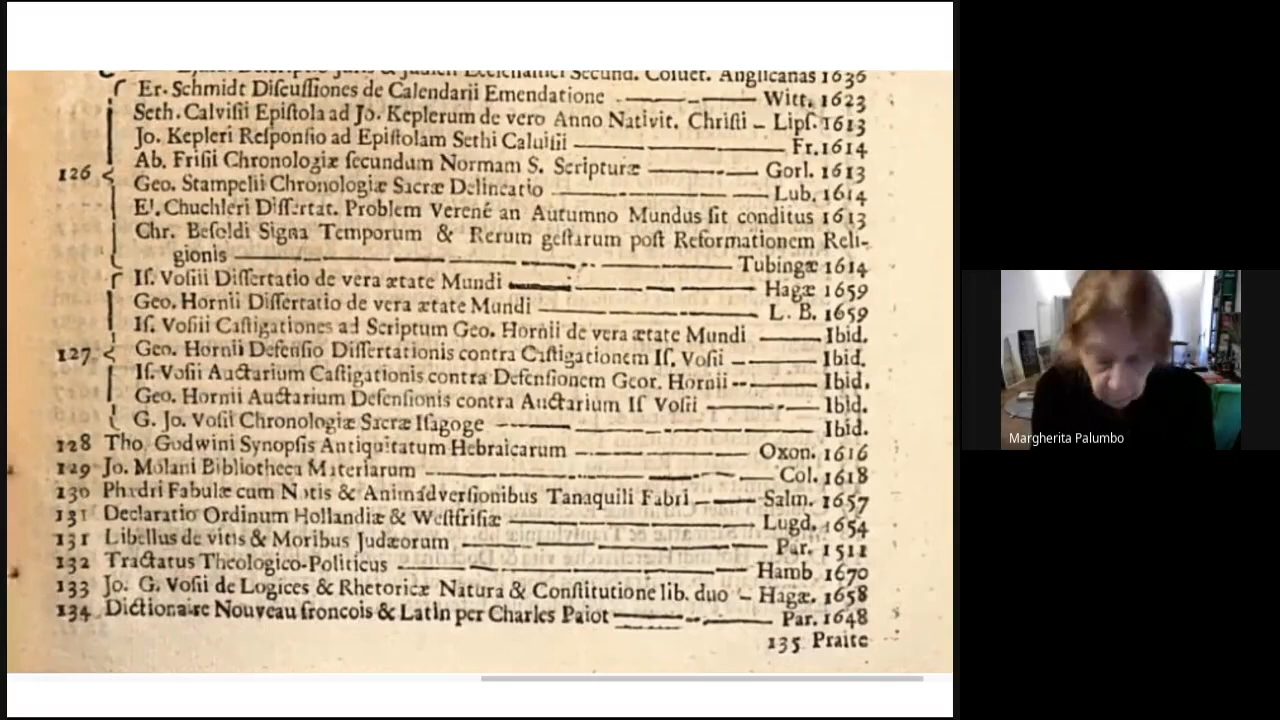 Secund. Coſuet. Anglicanas 1636
Er. Schmidt Diſcuſſiones de Calendarii Emendatione Witt. 1623
Seth. Calviſii Epiſtola ad Jo. Keplerum de vero Anno Nativit. Chriſti – Lipſ. 1613
Jo. Kepleri Reſponſio ad Epiſtolam Sethi Caluiſii Fr. 1614
126 Ab. Friſii Chronologiæ ſecundum Normam S. Scripturæ Gorl. 1613
Geo. Stampelii Chronologiæ Sacræ Delineatio Lub. 1614
Chuchleri Diſſertat. Problem Verené an Autumno Mundus ſit conditus 1613
Chr. Beſoldi Signa Temporum & Rerum geſtarum poſt Reformationem Reli-
gionis Tubingæ 1614
Iſ. Voſſii Diſſertatio de vera ætate Mundi Hagæ 1659
Geo. Hornii Diſſertatio de vera ætate Mundi L. B. 1659
Iſ. Voſſii Caſtigationes ad Scriptum Geo. Hornii de vera ætate Mundi Ibid.
127 Geo. Hornii Defenſio Diſſertationis contra Caſtigationem Iſ. Voſii Ibid.
Iſ. Voſii Auctarium Caſtigationis contra Defenſionem Geor. Hornii Ibid.
Geo. Hornii Auctarium Defenſionis contra Auctarium Iſ Voſii Ibid.
G. Jo. Voſii Chronologiæ Sacræ Iſagoge Ibid.
128 Tho. Godwini Synopſis Antiquitatum Hebraicarum Oxon. 1616
129 Jo. Molani Bibliotheca Materiarum Col. 1618
130 Phædri Fabulæ cum Notis & Animadverſionibus Tanaquili Fabri Salm. 1657
131 Declaratio Ordinum Hollandiæ & Weſtfriſiæ Lugd. 1654
131 Libellus de vitis & Moribus Judæorum Par. 1511
132 Tractatus Theologico-Politicus Hamb. 1670
133 Jo. G. Voſii de Logices & Rhetoricæ Natura & Conſtitutione lib. duo – Hagæ. 1658
134 Dictionaire Nouveau froncois & Latin per Charles Paiot Par. 1648
135 Praite
Margherita Palumbo